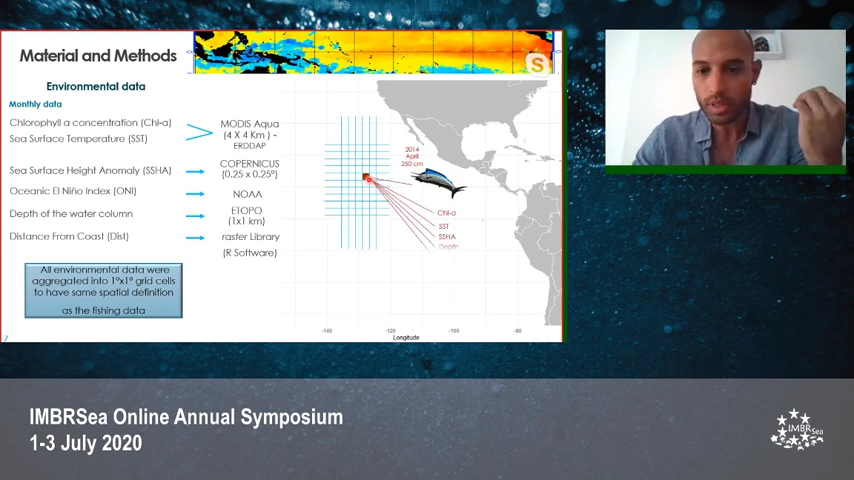 Material and Methods
S
Environmental data
Monthly data
Chlorophyll a concentration (Chl-a)
Sea Surface Temperature (SST)
MODIS Aqua
(4 X 4 Km ) -
ERDDAP
Sea Surface Height Anomaly (SSHA)
COPERNICUS
(0.25 x 0.25°)
Oceanic El Niño Index (ONI)
NOAA
Depth of the water column
ETOPO
(1x1 km)
Distance From Coast (Dist)
raster Library
(R Software)
All environmental data were
aggregated into 1°x1° grid cells
to have same spatial definition
as the fishing data
2014
April
250 cm
Chl-a
SST
SSHA
Depth
-140
-120
-100
-80
Longitude
7
IMBRSea Online Annual Symposium
1-3 July 2020
IMBRSea